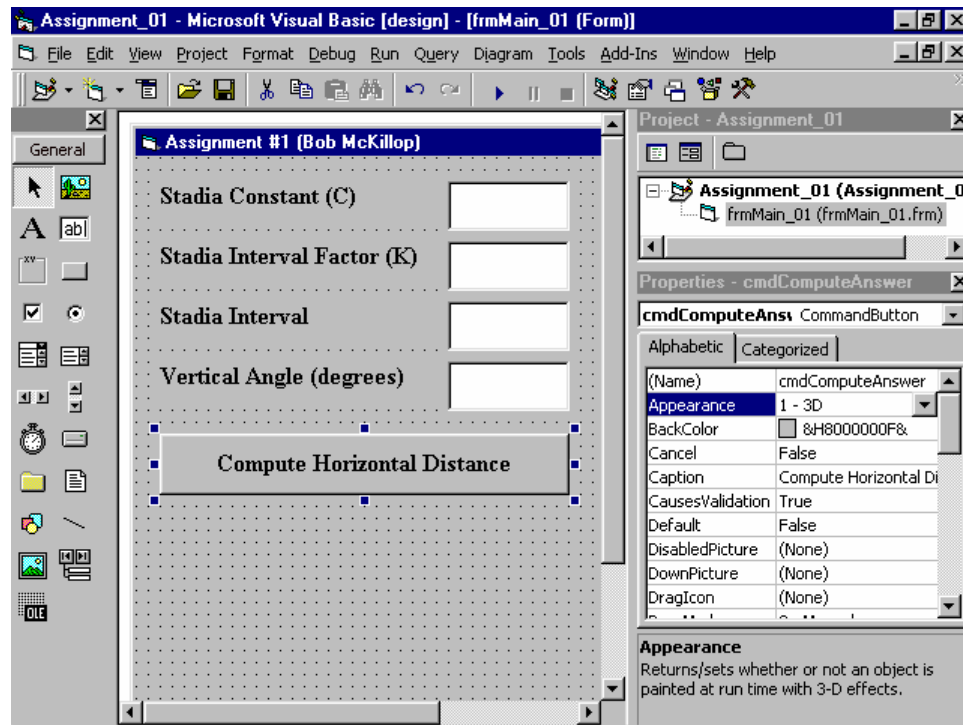 Assignment_01 - Microsoft Visual Basic [design] - [frmMain_01 (Form)]
File Edit View Project Format Debug Run Query Diagram Tools Add-Ins Window Help
General
A
ab|
xv
OLE
Assignment #1 (Bob McKillop)
Stadia Constant (C)
Stadia Interval Factor (K)
Stadia Interval
Vertical Angle (degrees)
Compute Horizontal Distance
Project - Assignment_01
Assignment_01 (Assignment_0
frmMain_01 (frmMain_01.frm)
Properties - cmdComputeAnswer
cmdComputeAnsw CommandButton
Alphabetic Categorized
(Name) cmdComputeAnswer
Appearance 1 - 3D
BackColor &H8000000F&
Cancel False
Caption Compute Horizontal Di
CausesValidation True
Default False
DisabledPicture (None)
DownPicture (None)
DragIcon (None)
Appearance
Returns/sets whether or not an object is
painted at run time with 3-D effects.